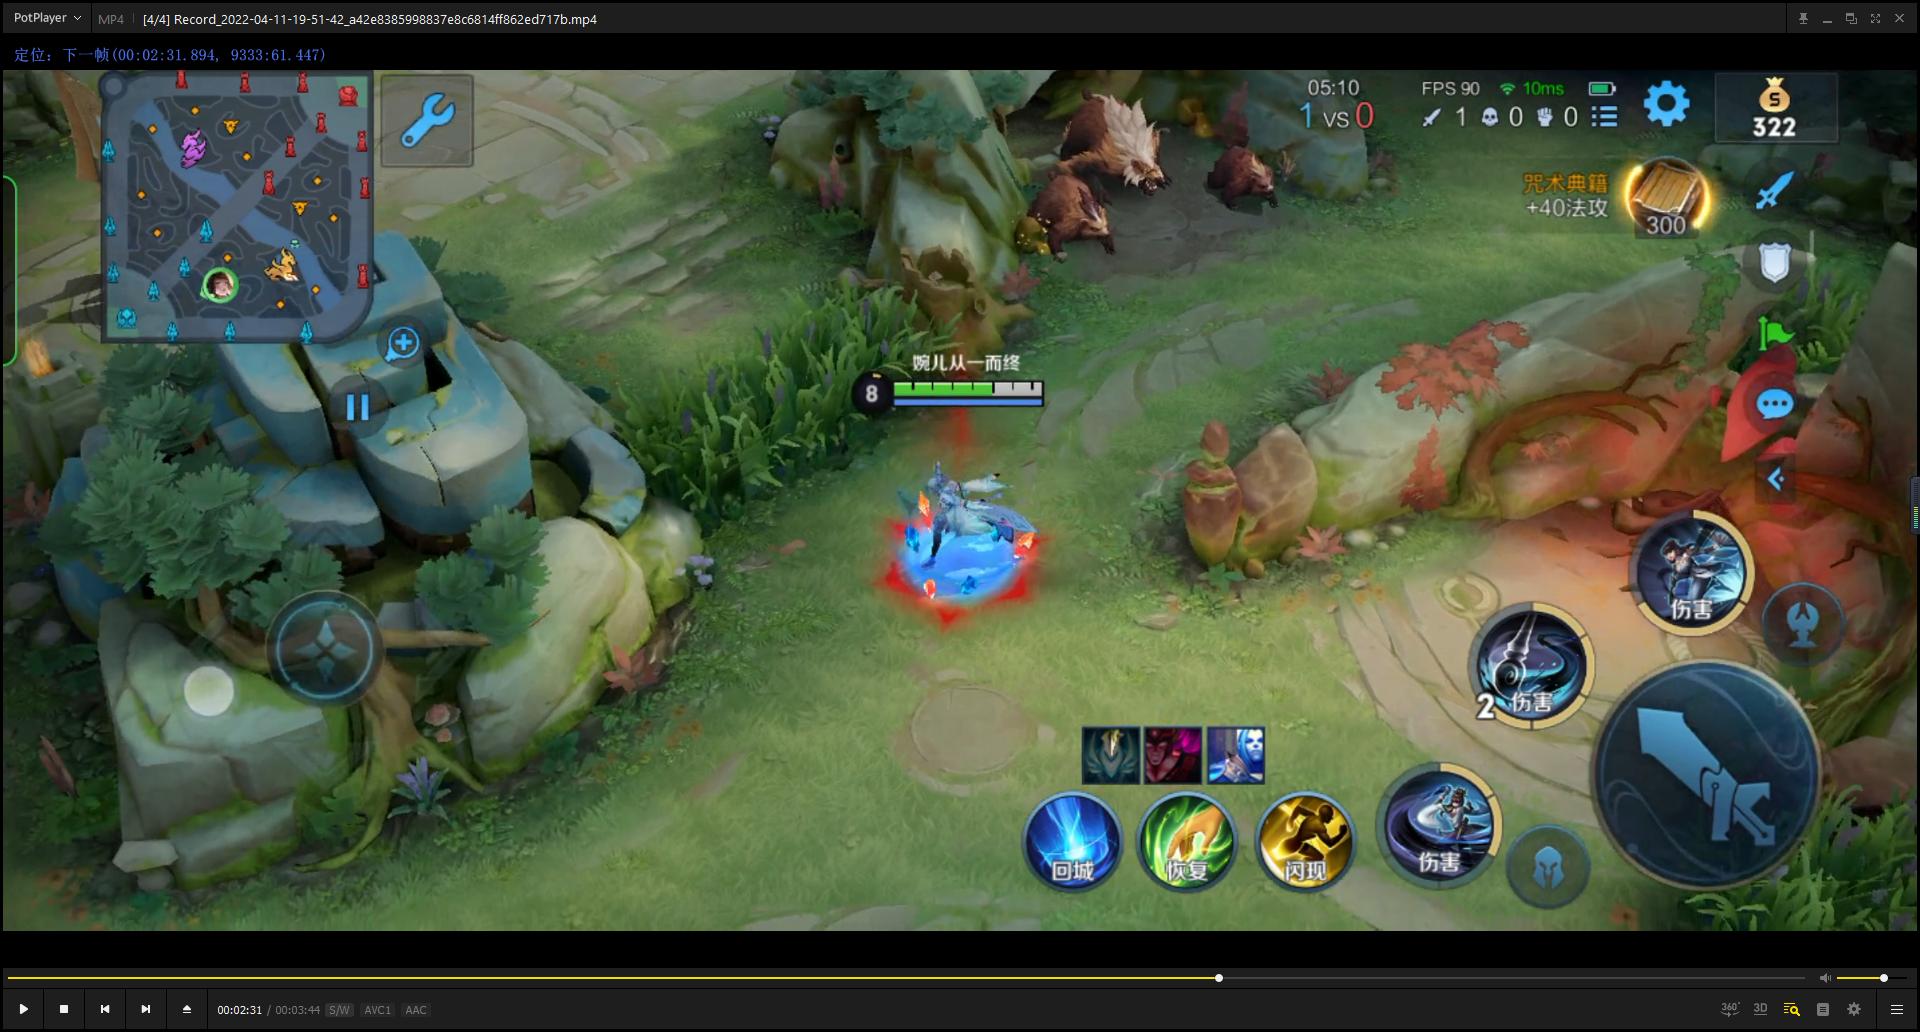 PotPlayer
MP4
[4/4] Record_2022-04-11-19-51-42_a42e8385998837e8c6814ff862ed717b.mp4
定位: 下一帧(00:02:31.894, 9333:61.447)
05:10
1 VS 0
FPS 90
10ms
1
0
0
S
322
咒术典籍
+40法攻
300
婉儿从一而终
8
伤害
2
伤害
伤害
回城
恢复
闪现
00:02:31 / 00:03:44
S/W
AVC1
AAC
360°
3D